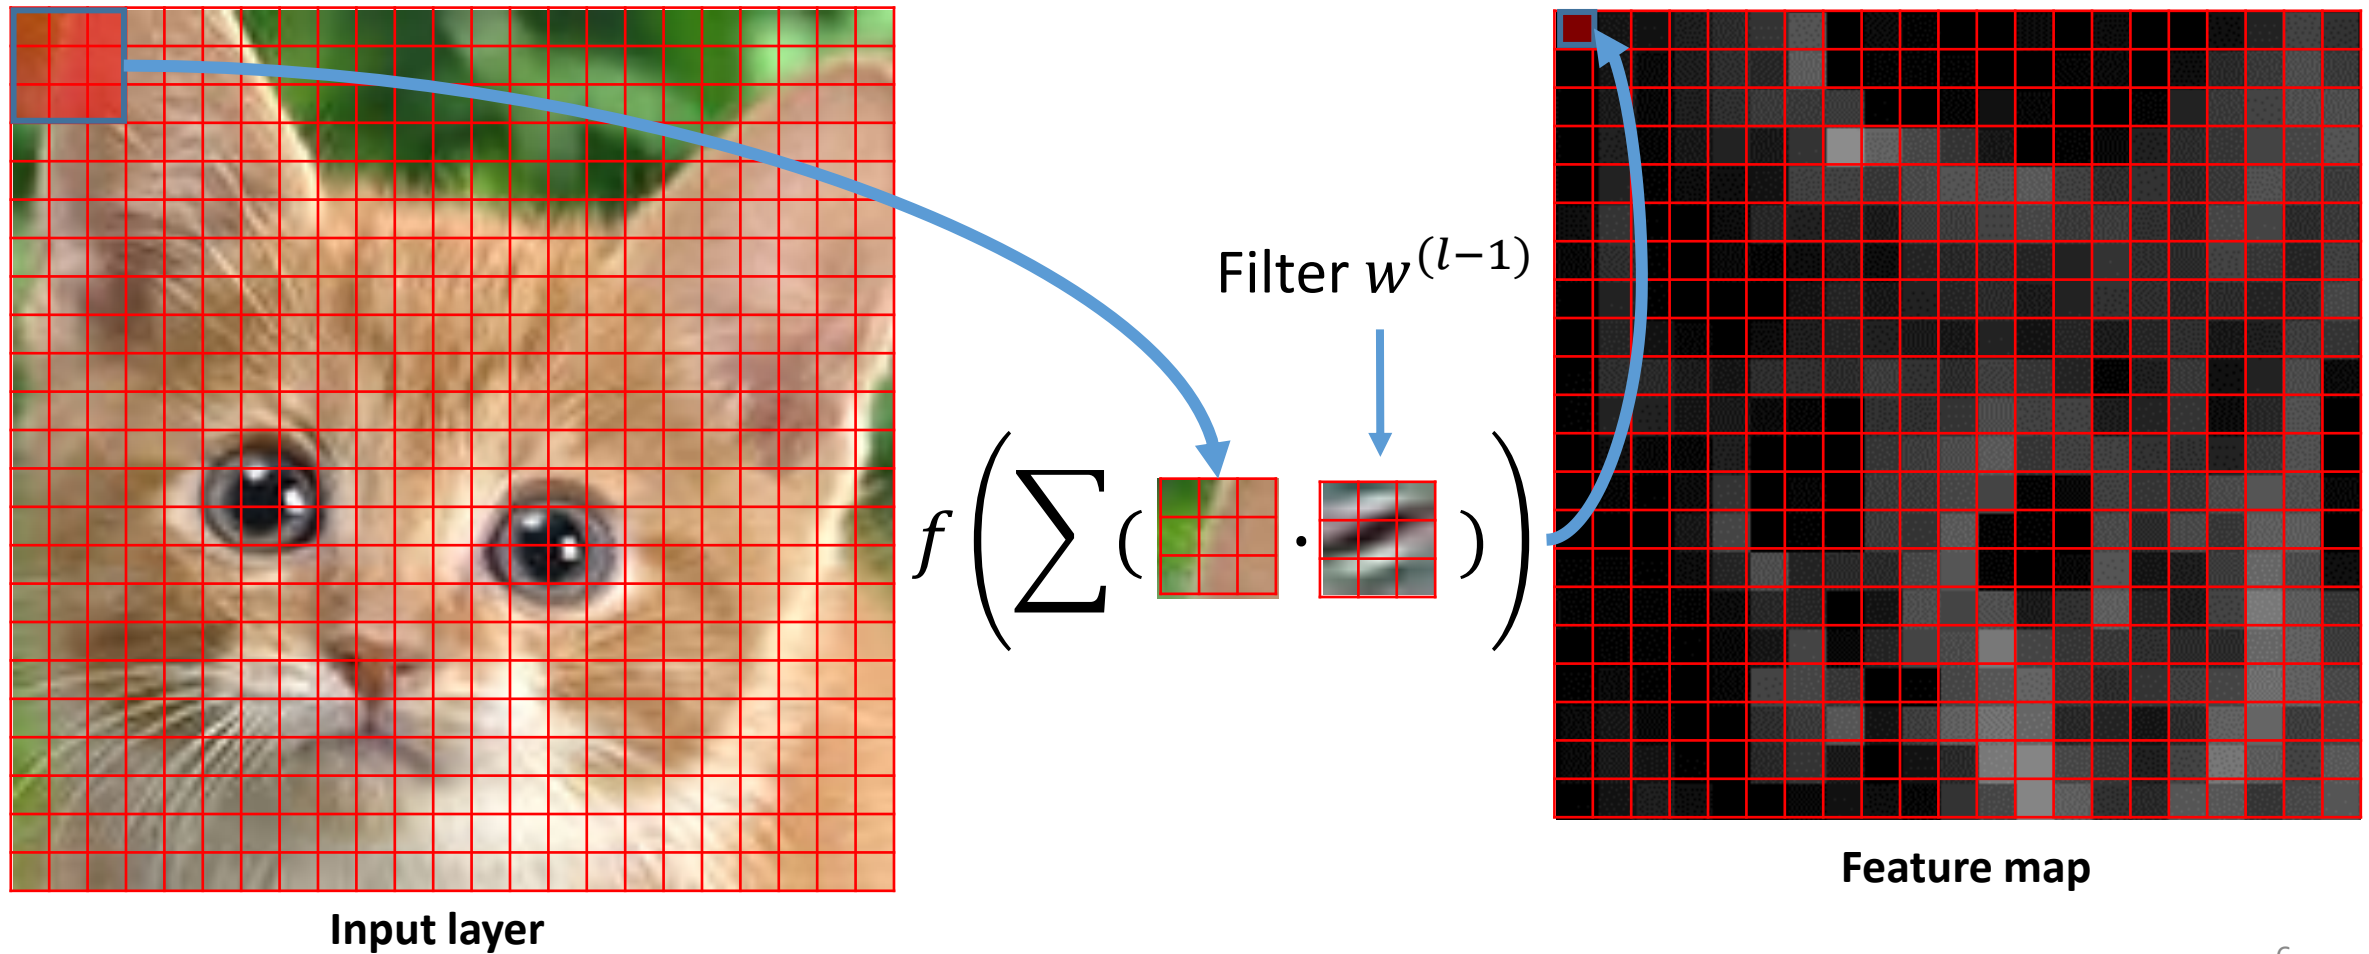 Filter w^(l−1)
f(∑( · ))
Feature map
Input layer